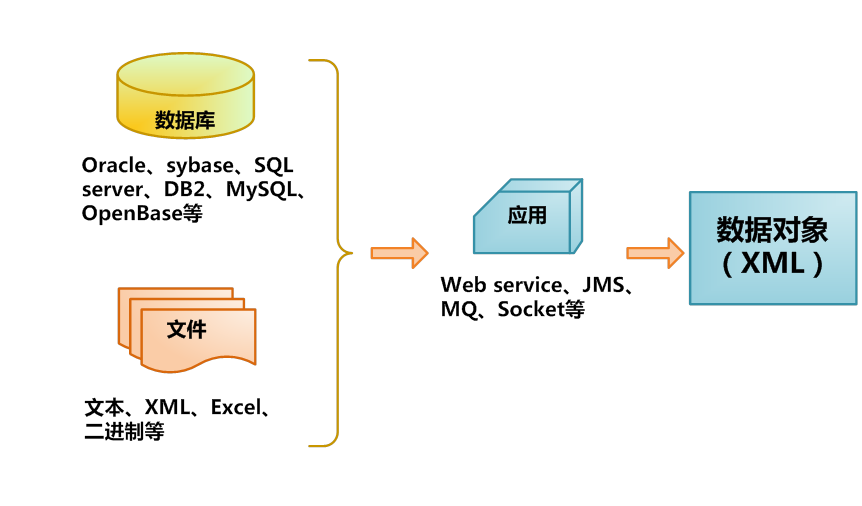 数据库
Oracle、sybase、SQL
server、DB2、MySQL、
OpenBase等
文件
文本、XML、Excel、
二进制等
应用
Web service、JMS、
MQ、Socket等
数据对象
（XML）